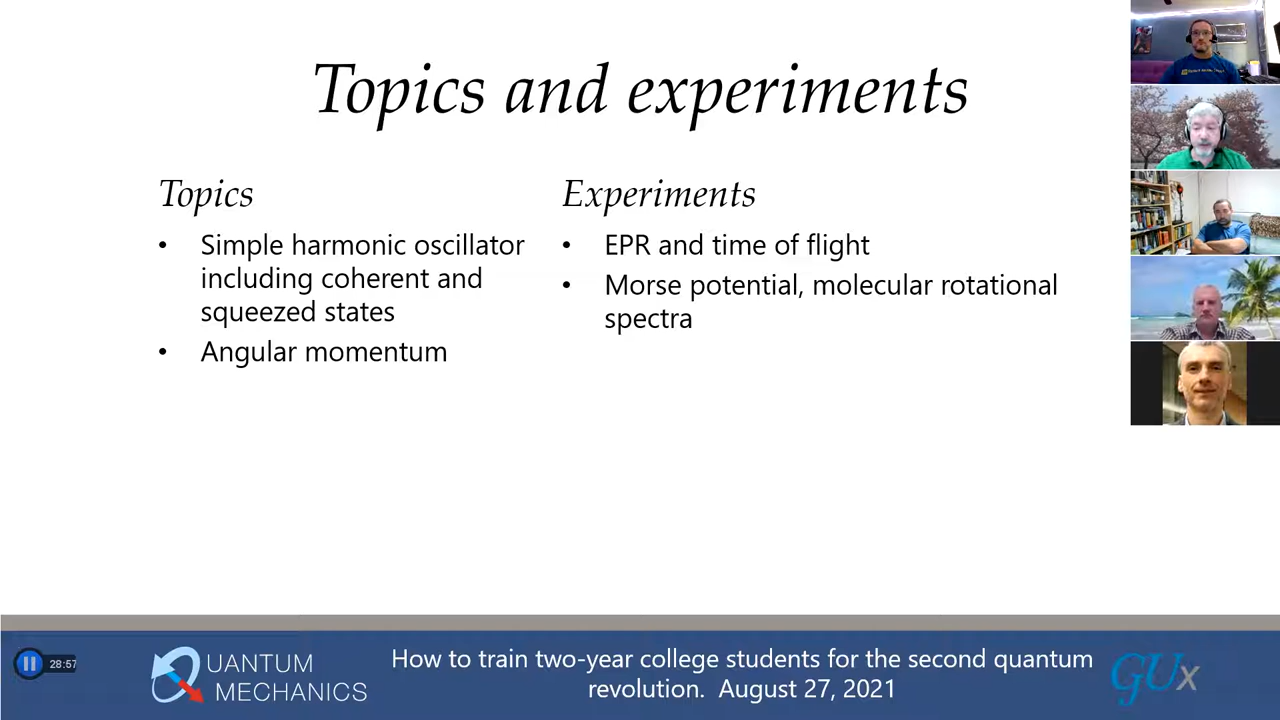 Topics and experiments
Topics
• Simple harmonic oscillator
including coherent and
squeezed states
• Angular momentum
Experiments
• EPR and time of flight
• Morse potential, molecular rotational
spectra
28:57
QUANTUM
MECHANICS
How to train two-year college students for the second quantum
revolution. August 27, 2021
GUx